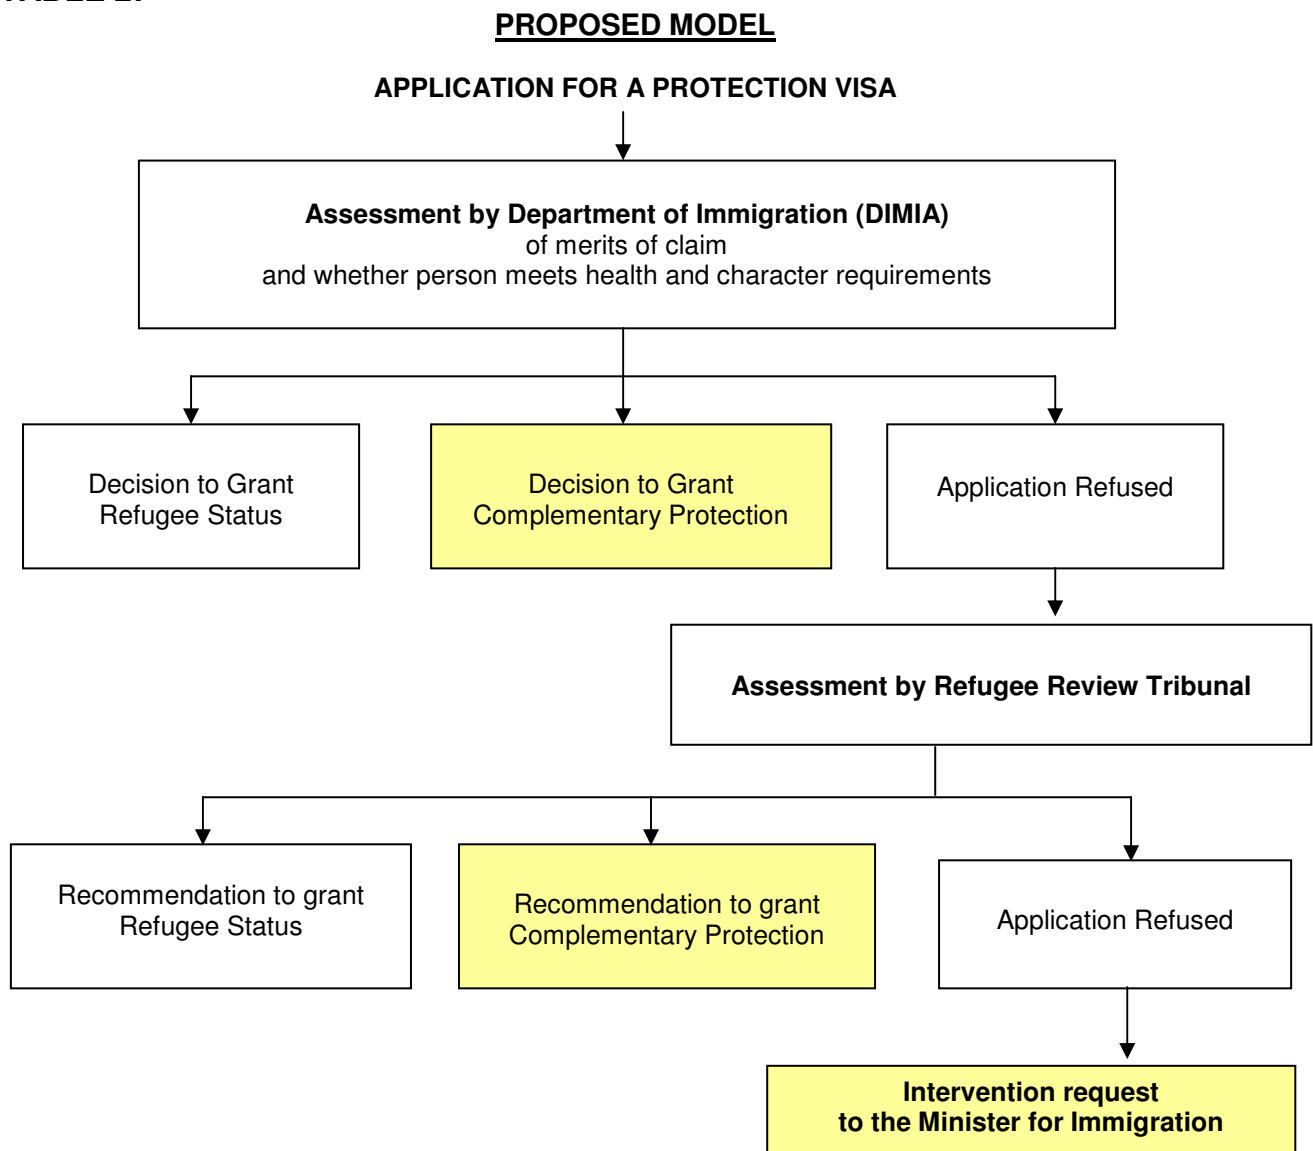 PROPOSED MODEL
APPLICATION FOR A PROTECTION VISA
Assessment by Department of Immigration (DIMIA)
of merits of claim
and whether person meets health and character requirements
Decision to Grant
Refugee Status
Decision to Grant
Complementary Protection
Application Refused
Assessment by Refugee Review Tribunal
Recommendation to grant
Refugee Status
Recommendation to grant
Complementary Protection
Application Refused
Intervention request
to the Minister for Immigration